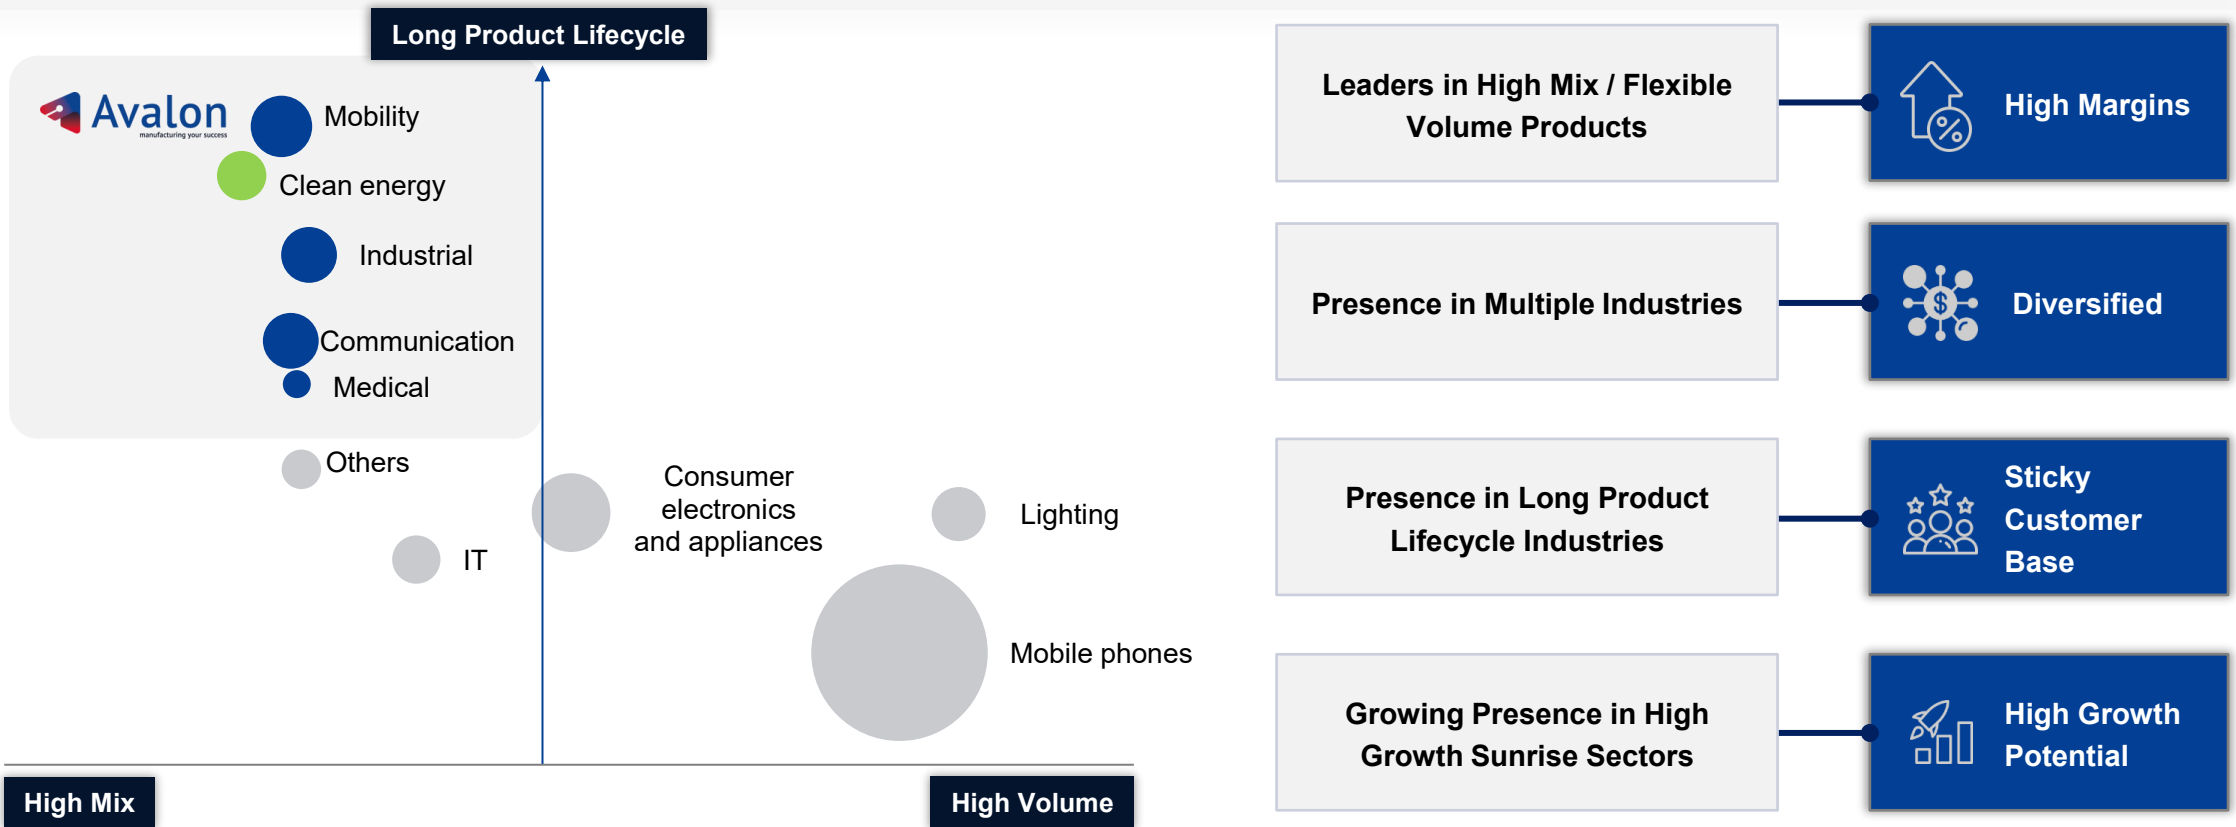 Long Product Lifecycle
Avalon
manufacturing your success
Mobility
Clean energy
Industrial
Communication
Medical
Others
IT
Consumer
electronics
and appliances
Lighting
Mobile phones
High Mix
High Volume
Leaders in High Mix / Flexible
Volume Products
%
High Margins
Presence in Multiple Industries
$
Diversified
Presence in Long Product
Lifecycle Industries
Sticky
Customer
Base
Growing Presence in High
Growth Sunrise Sectors
High Growth
Potential